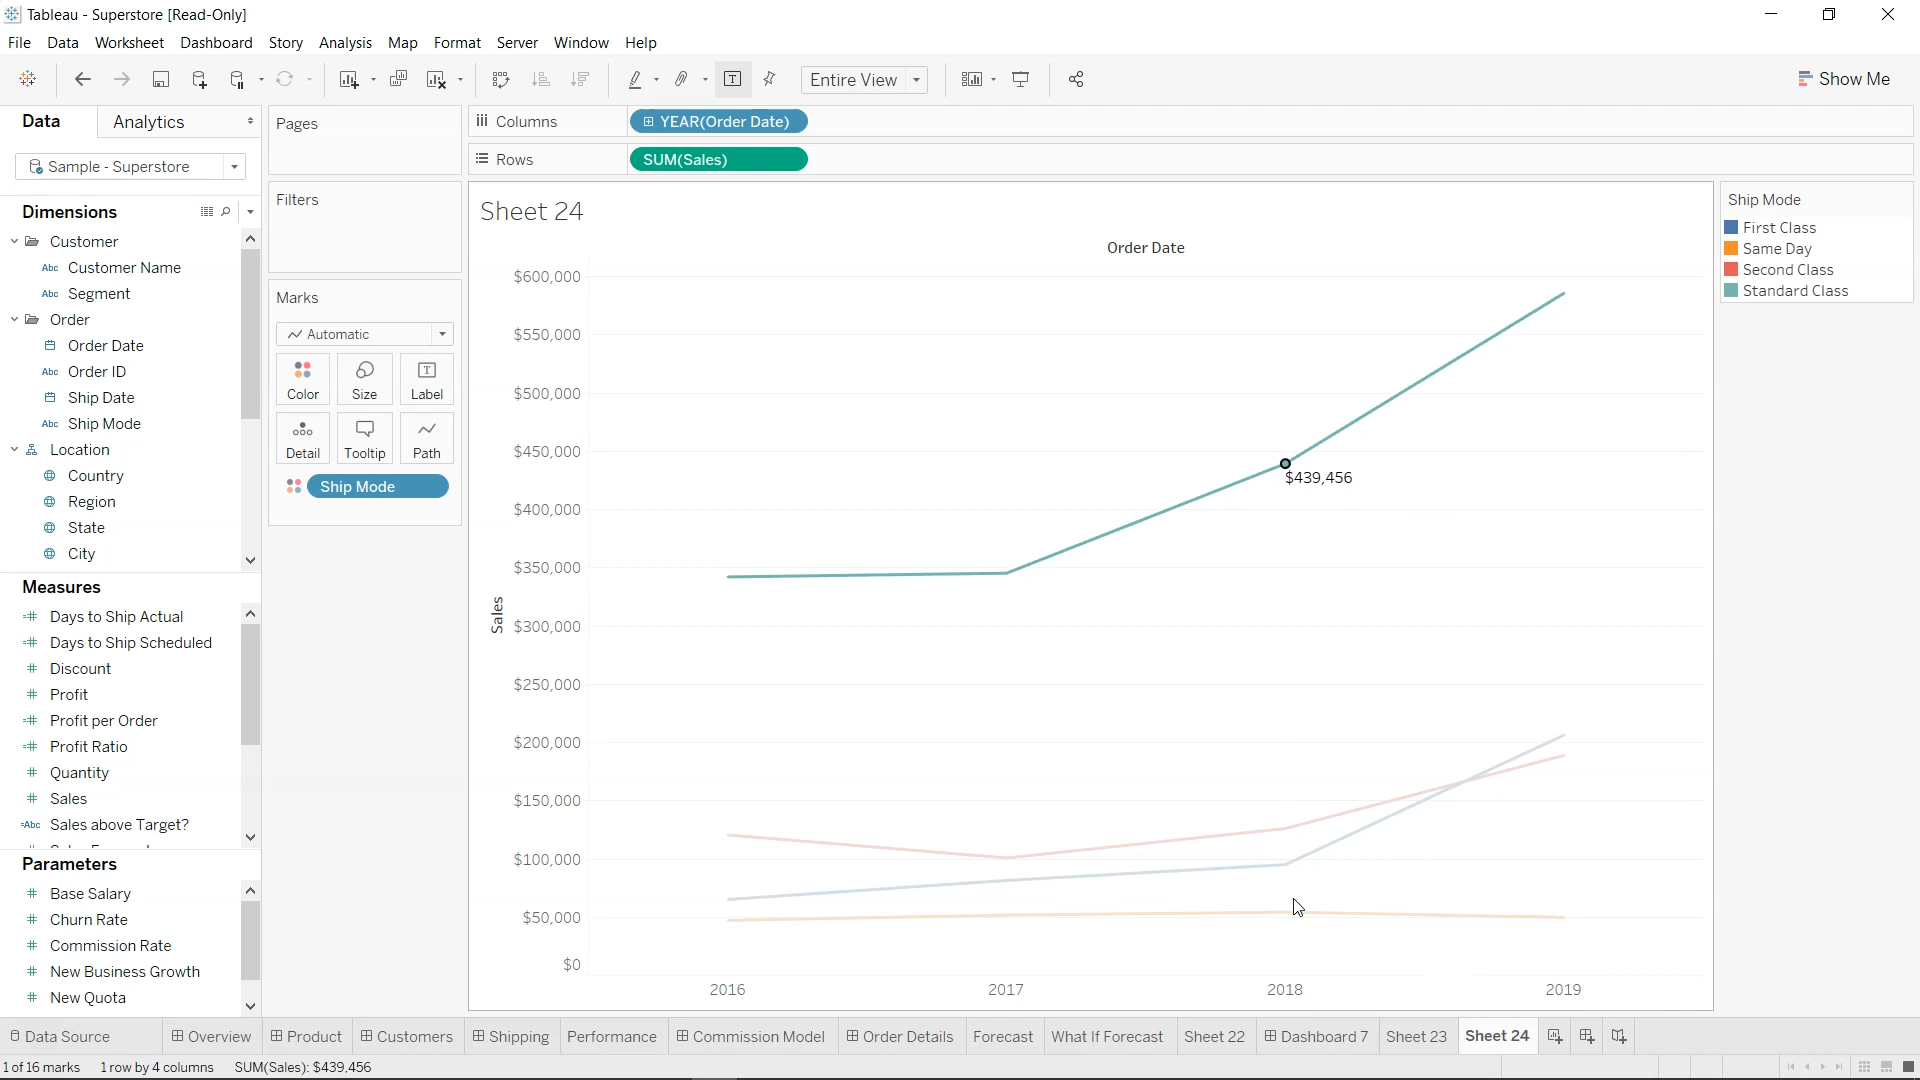 Tableau - Superstore [Read-Only]
File Data Worksheet Dashboard Story Analysis Map Format Server Window Help
Entire View
Show Me
Data
Analytics
Sample - Superstore
Dimensions
Customer
Abc Customer Name
Abc Segment
Order
Order Date
Abc Order ID
Ship Date
Abc Ship Mode
Location
Country
Region
State
City
Measures
=# Days to Ship Actual
=# Days to Ship Scheduled
# Discount
# Profit
=# Profit per Order
=# Profit Ratio
# Quantity
# Sales
=Abc Sales above Target?
Parameters
# Base Salary
# Churn Rate
# Commission Rate
# New Business Growth
# New Quota
Pages
Filters
Marks
Automatic
Color
Size
T
Label
Detail
Tooltip
Path
Ship Mode
Columns
YEAR(Order Date)
Rows
SUM(Sales)
Sheet 24
Order Date
$600,000
$550,000
$500,000
$450,000
$400,000
$350,000
$300,000
$250,000
$200,000
$150,000
$100,000
$50,000
$0
Sales
$439,456
2016
2017
2018
2019
Ship Mode
First Class
Same Day
Second Class
Standard Class
Data Source
Overview
Product
Customers
Shipping
Performance
Commission Model
Order Details
Forecast
What If Forecast
Sheet 22
Dashboard 7
Sheet 23
Sheet 24
1 of 16 marks 1 row by 4 columns SUM(Sales): $439,456